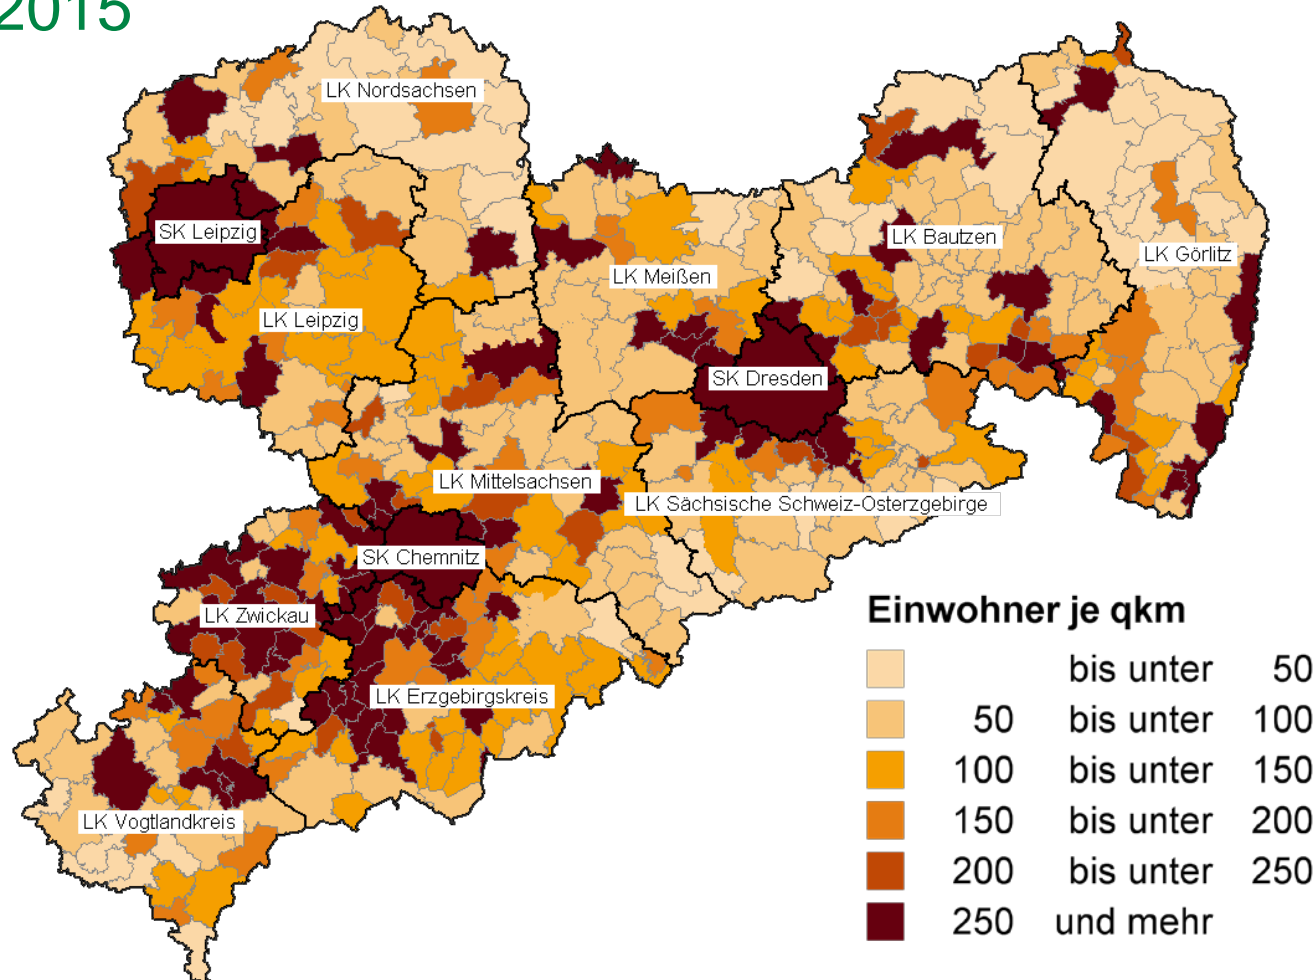 2015
LK Nordsachsen
SK Leipzig
LK Bautzen
LK Görlitz
LK Meißen
LK Leipzig
SK Dresden
LK Mittelsachsen
LK Sächsische Schweiz-Osterzgebirge
SK Chemnitz
LK Zwickau
LK Erzgebirgskreis
LK Vogtlandkreis
Einwohner je qkm
bis unter 50
50 bis unter 100
100 bis unter 150
150 bis unter 200
200 bis unter 250
250 und mehr